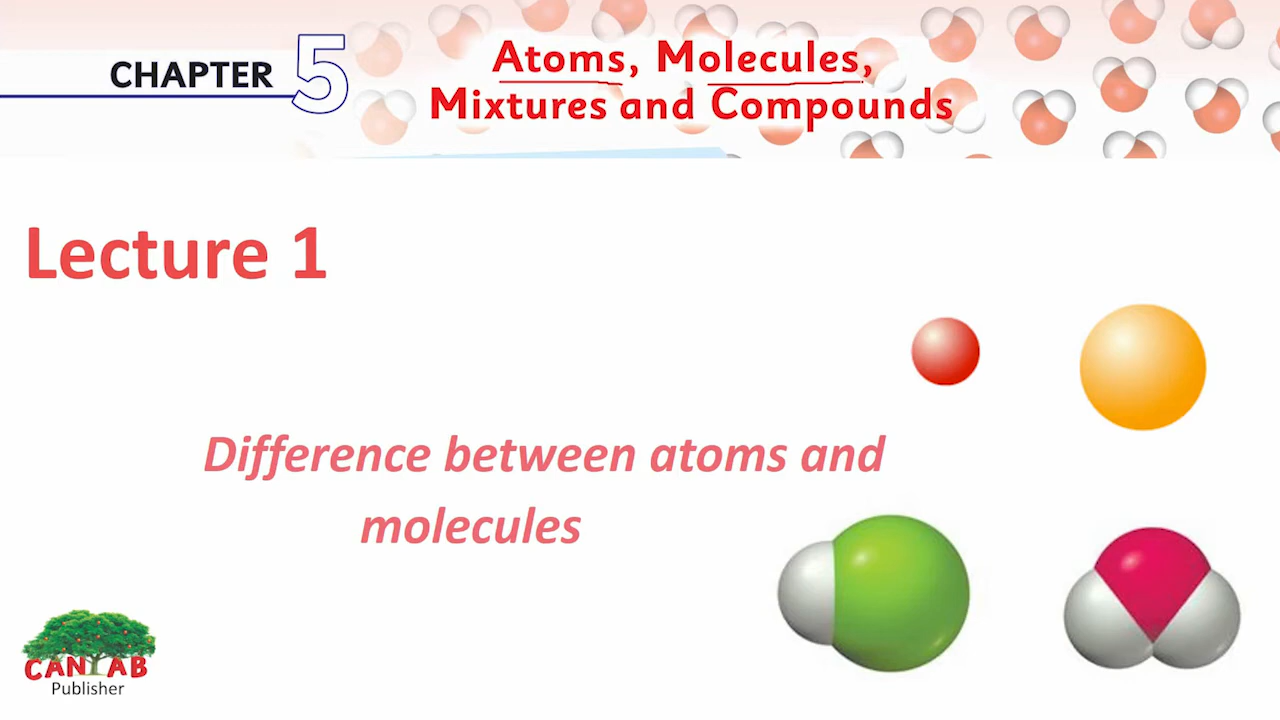 CHAPTER 5
Atoms, Molecules,
Mixtures and Compounds
Lecture 1
Difference between atoms and
molecules
CANTAB
Publisher